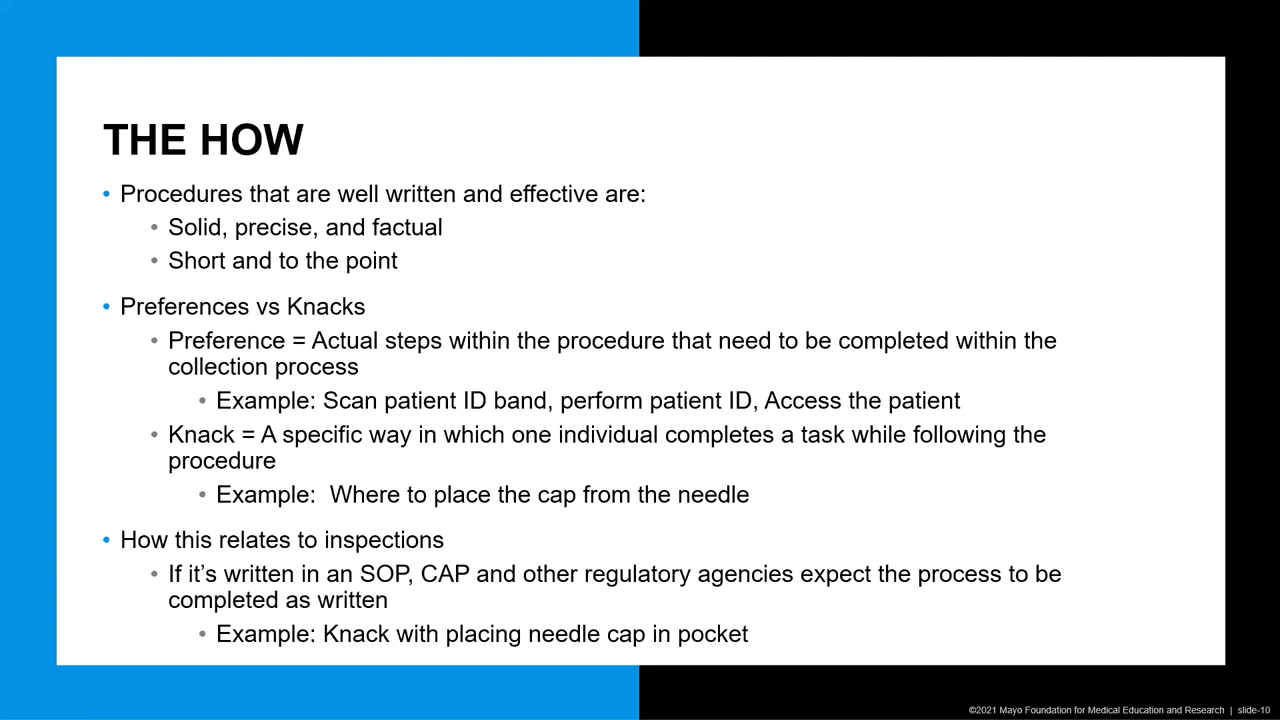 THE HOW
• Procedures that are well written and effective are:
• Solid, precise, and factual
• Short and to the point
• Preferences vs Knacks
• Preference = Actual steps within the procedure that need to be completed within the
collection process
• Example: Scan patient ID band, perform patient ID, Access the patient
• Knack = A specific way in which one individual completes a task while following the
procedure
• Example:  Where to place the cap from the needle
• How this relates to inspections
• If it’s written in an SOP, CAP and other regulatory agencies expect the process to be
completed as written
• Example: Knack with placing needle cap in pocket
©2021 Mayo Foundation for Medical Education and Research | slide-10